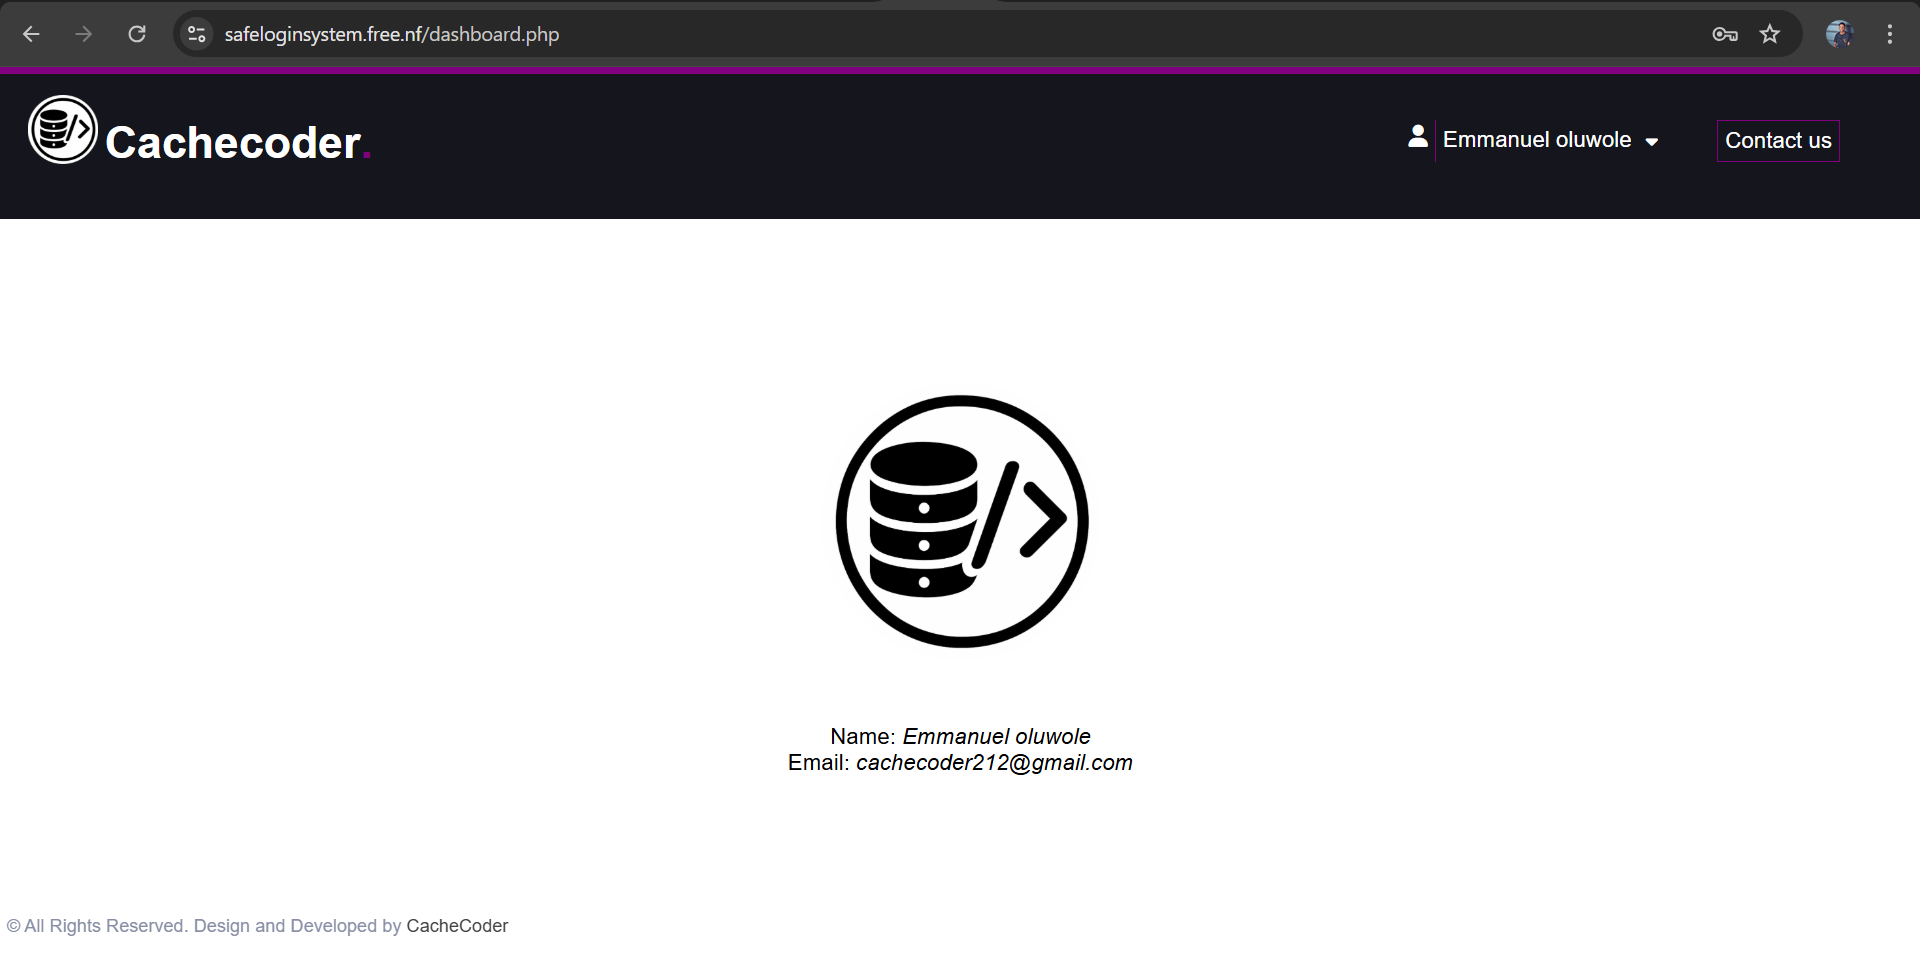 safeloginsystem.free.nf/dashboard.php
Cachecoder.
Emmanuel oluwole
Contact us
Name: Emmanuel oluwole
Email: cachecoder212@gmail.com
© All Rights Reserved. Design and Developed by CacheCoder